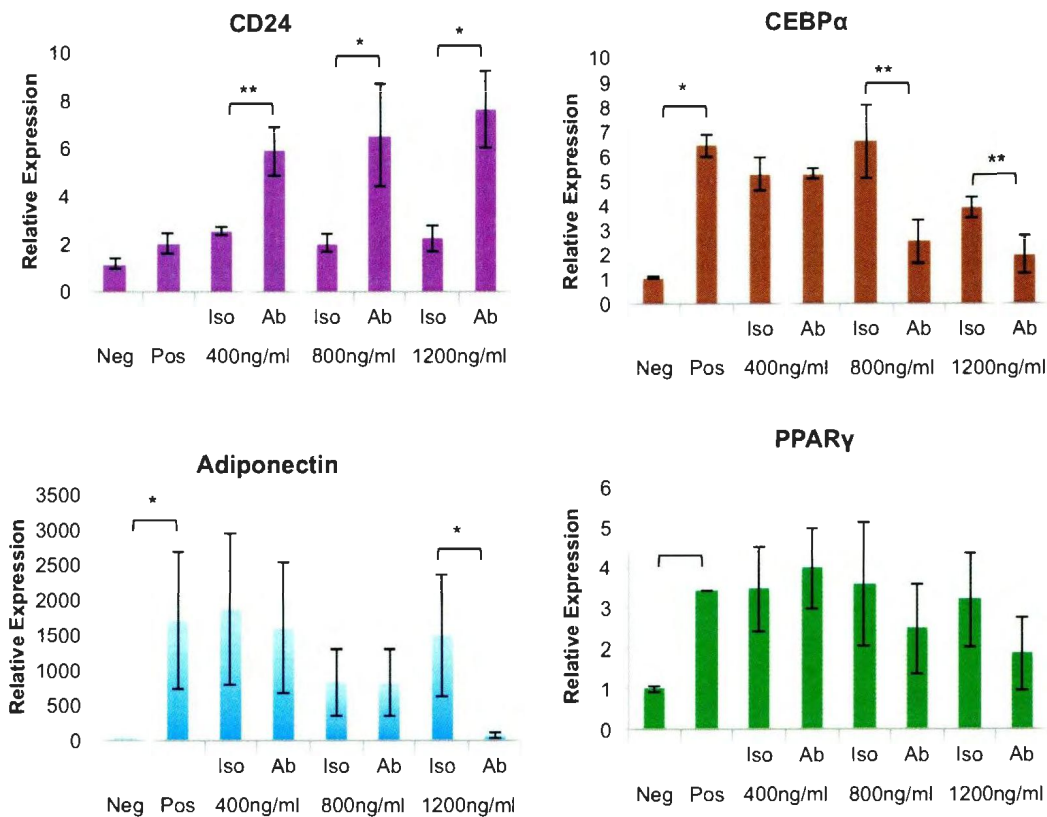 CD24
Relative Expression
10
8
6
4
2
0
**
*
*
Iso Ab Iso Ab Iso Ab
Neg Pos 400ng/ml 800ng/ml 1200ng/ml
CEBPα
Relative Expression
10
9
8
7
6
5
4
3
2
1
0
*
**
**
Iso Ab Iso Ab Iso Ab
Neg Pos 400ng/ml 800ng/ml 1200ng/ml
Adiponectin
Relative Expression
3500
3000
2500
2000
1500
1000
500
0
*
*
Iso Ab Iso Ab Iso Ab
Neg Pos 400ng/ml 800ng/ml 1200ng/ml
PPARγ
Relative Expression
6
5
4
3
2
1
0
Iso Ab Iso Ab Iso Ab
Neg Pos 400ng/ml 800ng/ml 1200ng/ml